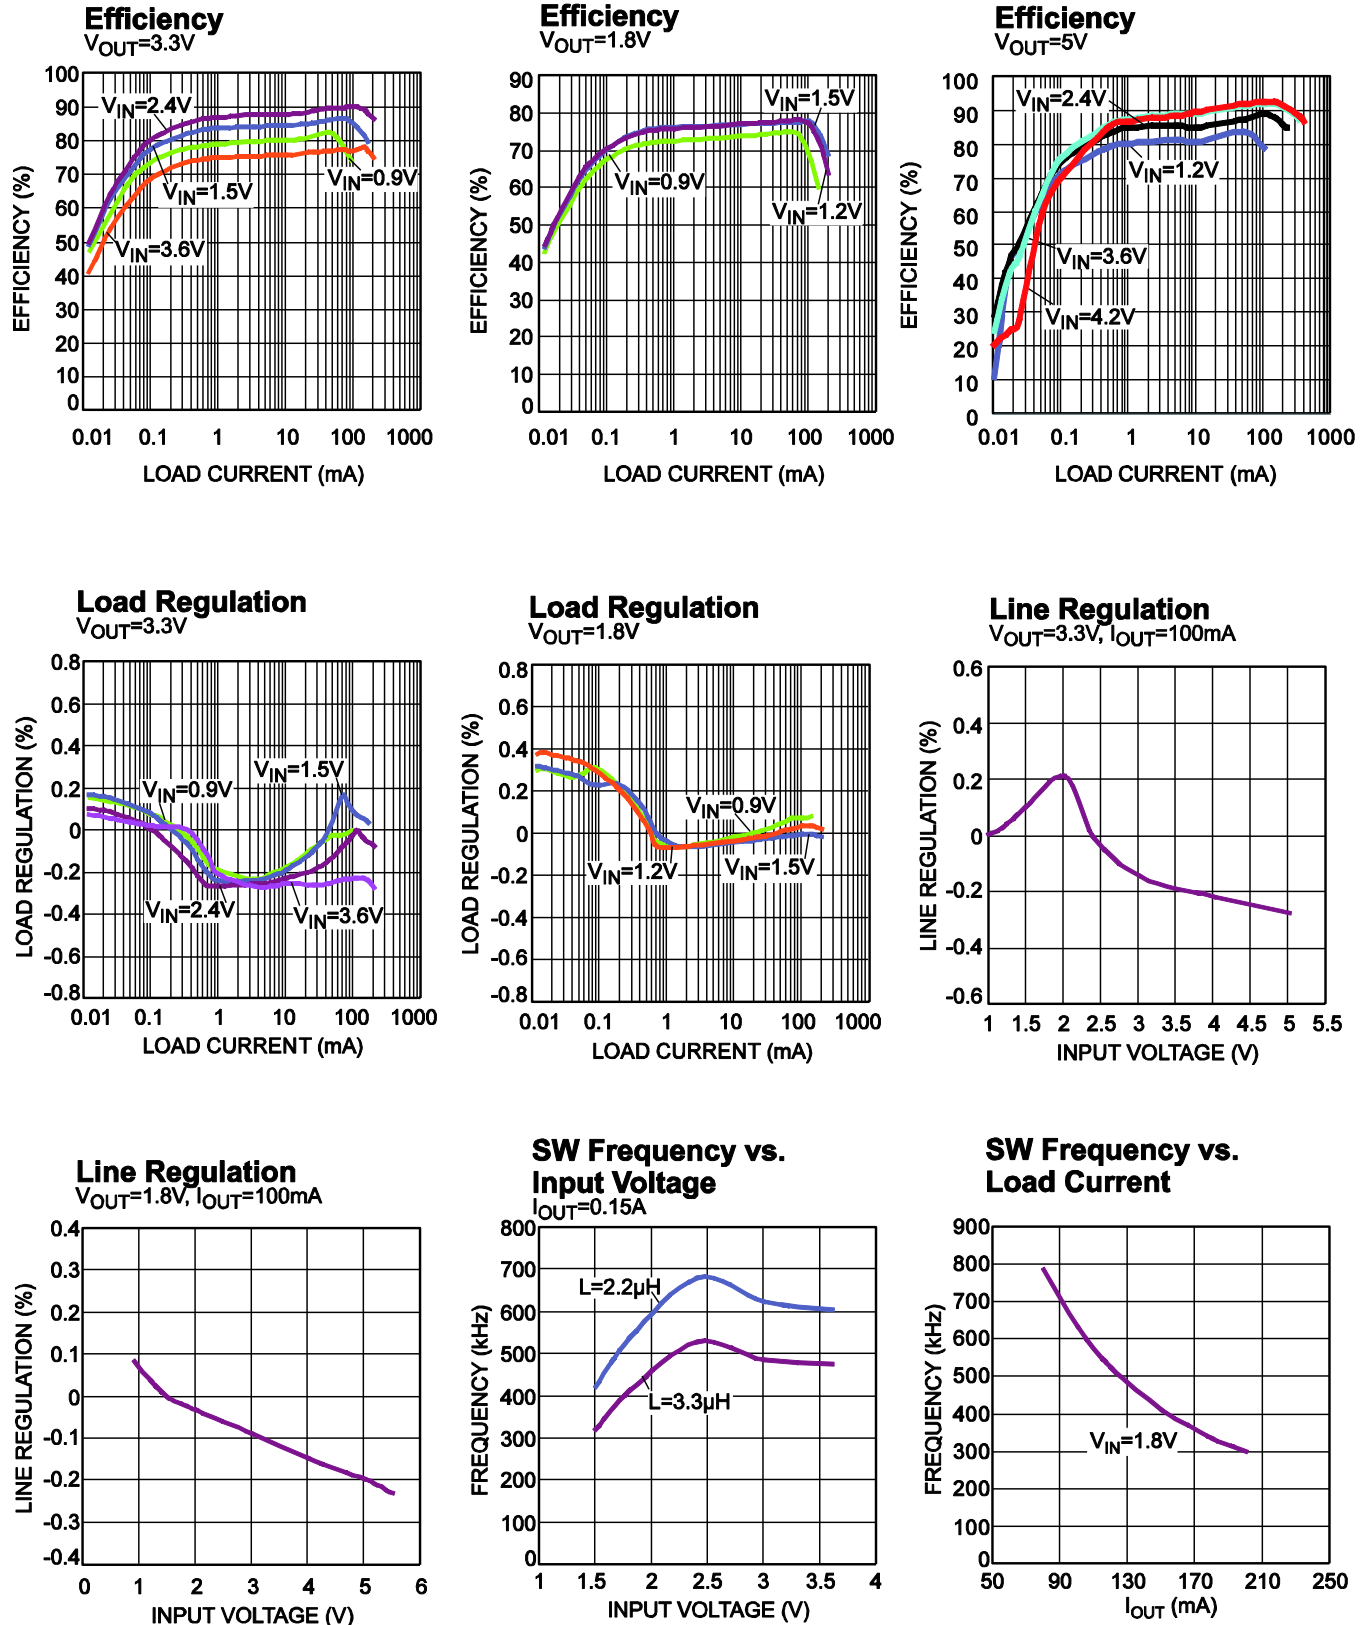 Efficiency
VOUT=3.3V
100
90
80
70
60
50
40
30
20
10
0
EFFICIENCY (%)
VIN=2.4V
VIN=1.5V
VIN=0.9V
VIN=3.6V
0.01 0.1 1 10 100 1000
LOAD CURRENT (mA)
Efficiency
VOUT=1.8V
90
80
70
60
50
40
30
20
10
0
EFFICIENCY (%)
VIN=1.5V
VIN=0.9V
VIN=1.2V
0.01 0.1 1 10 100 1000
LOAD CURRENT (mA)
Efficiency
VOUT=5V
100
90
80
70
60
50
40
30
20
10
0
EFFICIENCY (%)
VIN=2.4V
VIN=1.2V
VIN=3.6V
VIN=4.2V
0.01 0.1 1 10 100 1000
LOAD CURRENT (mA)
Load Regulation
VOUT=3.3V
0.8
0.6
0.4
0.2
0
-0.2
-0.4
-0.6
-0.8
LOAD REGULATION (%)
VIN=1.5V
VIN=0.9V
VIN=2.4V
VIN=3.6V
0.01 0.1 1 10 100 1000
LOAD CURRENT (mA)
Load Regulation
VOUT=1.8V
0.8
0.6
0.4
0.2
0
-0.2
-0.4
-0.6
-0.8
LOAD REGULATION (%)
VIN=0.9V
VIN=1.2V
VIN=1.5V
0.01 0.1 1 10 100 1000
LOAD CURRENT (mA)
Line Regulation
VOUT=3.3V, IOUT=100mA
0.6
0.4
0.2
0
-0.2
-0.4
-0.6
LINE REGULATION (%)
1 1.5 2 2.5 3 3.5 4 4.5 5 5.5
INPUT VOLTAGE (V)
Line Regulation
VOUT=1.8V, IOUT=100mA
0.4
0.3
0.2
0.1
0
-0.1
-0.2
-0.3
-0.4
LINE REGULATION (%)
0 1 2 3 4 5 6
INPUT VOLTAGE (V)
SW Frequency vs.
Input Voltage
IOUT=0.15A
800
700
600
500
400
300
200
100
0
FREQUENCY (kHz)
L=2.2µH
L=3.3µH
1 1.5 2 2.5 3 3.5 4
INPUT VOLTAGE (V)
SW Frequency vs.
Load Current
900
800
700
600
500
400
300
200
100
0
FREQUENCY (kHz)
VIN=1.8V
50 90 130 170 210 250
IOUT (mA)